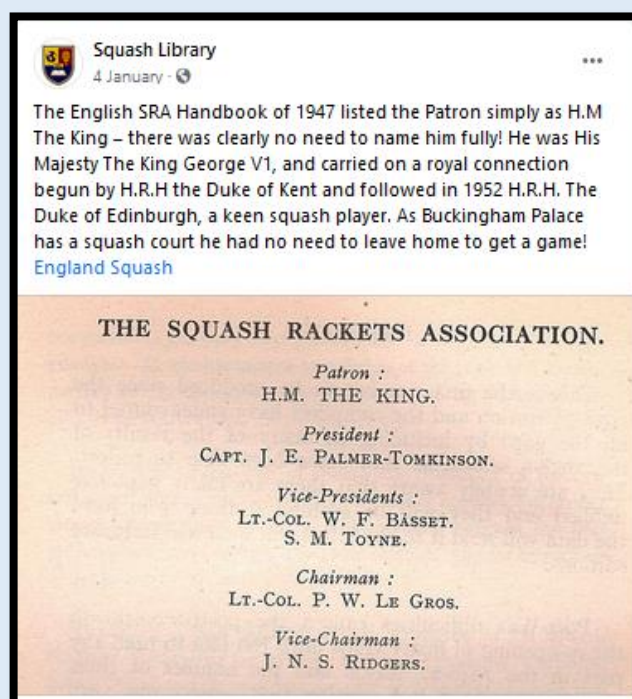 Squash Library
4 January
The English SRA Handbook of 1947 listed the Patron simply as H.M
The King – there was clearly no need to name him fully! He was His
Majesty The King George V1, and carried on a royal connection
begun by H.R.H the Duke of Kent and followed in 1952 H.R.H. The
Duke of Edinburgh, a keen squash player. As Buckingham Palace
has a squash court he had no need to leave home to get a game!
England Squash
THE SQUASH RACKETS ASSOCIATION.
Patron :
H.M. THE KING.
President :
CAPT. J. E. PALMER-TOMKINSON.
Vice-Presidents :
LT.-COL. W. F. BASSET.
S. M. TOYNE.
Chairman :
LT.-COL. P. W. LE GROS.
Vice-Chairman :
J. N. S. RIDGERS.